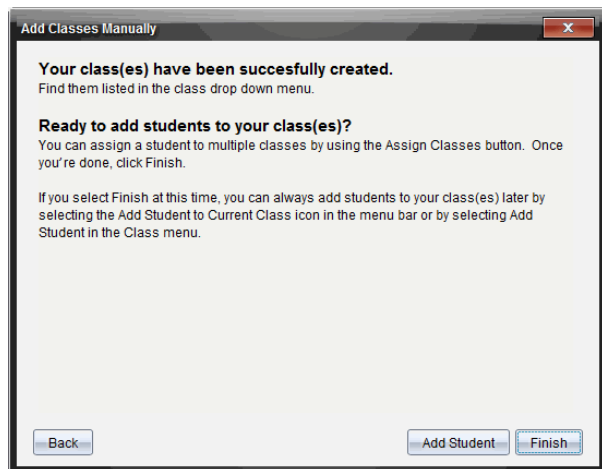 Add Classes Manually
X
Your class(es) have been succesfully created.
Find them listed in the class drop down menu.
Ready to add students to your class(es)?
You can assign a student to multiple classes by using the Assign Classes button.  Once
you're done, click Finish.
If you select Finish at this time, you can always add students to your class(es) later by
selecting the Add Student to Current Class icon in the menu bar or by selecting Add
Student in the Class menu.
Back
Add Student
Finish